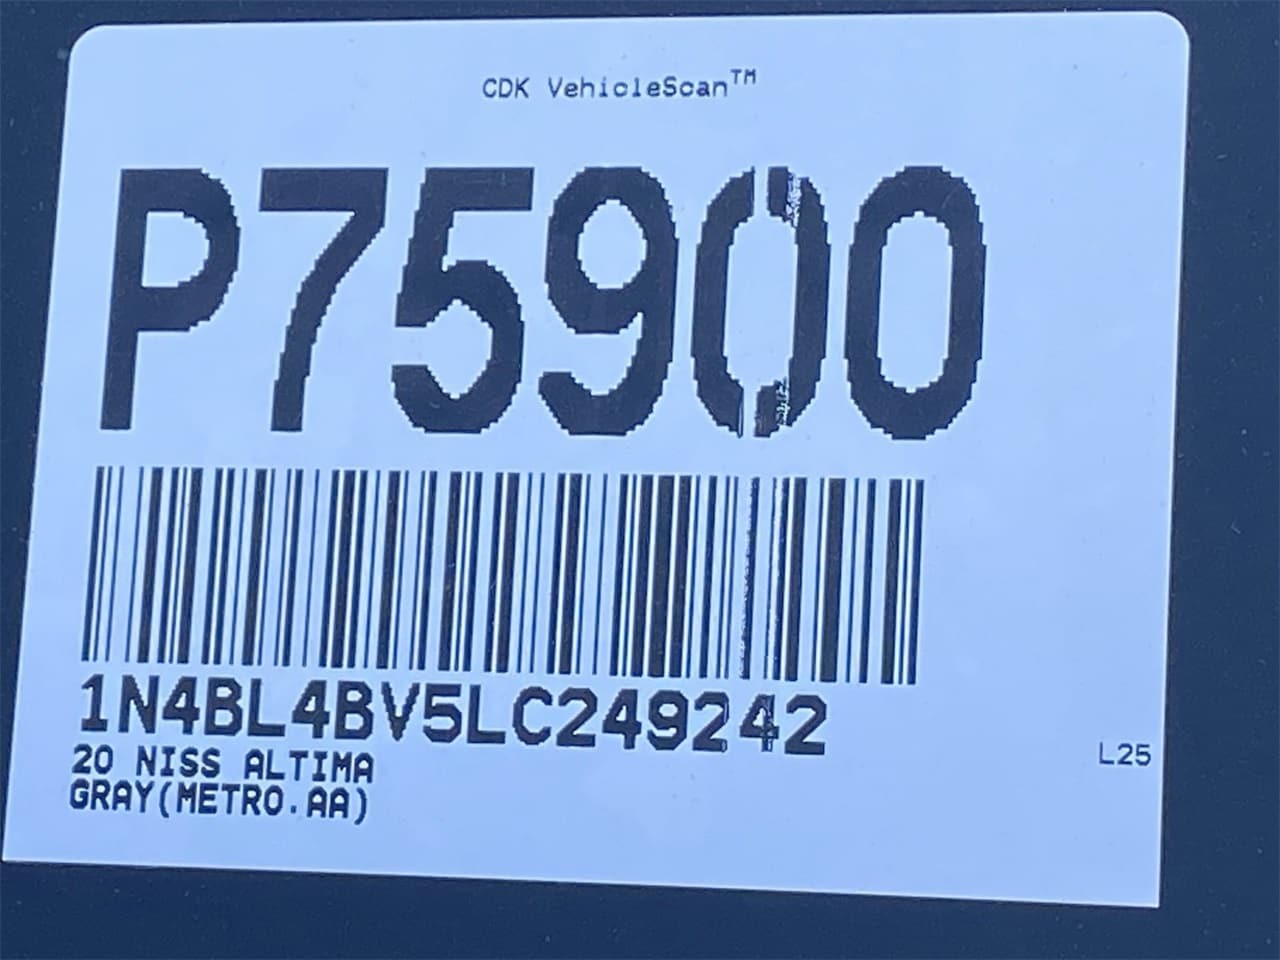 CDK VehicleScan™
P75900
1N4BL4BV5LC249242
20 NISS ALTIMA
GRAY(METRO.AA)
L25